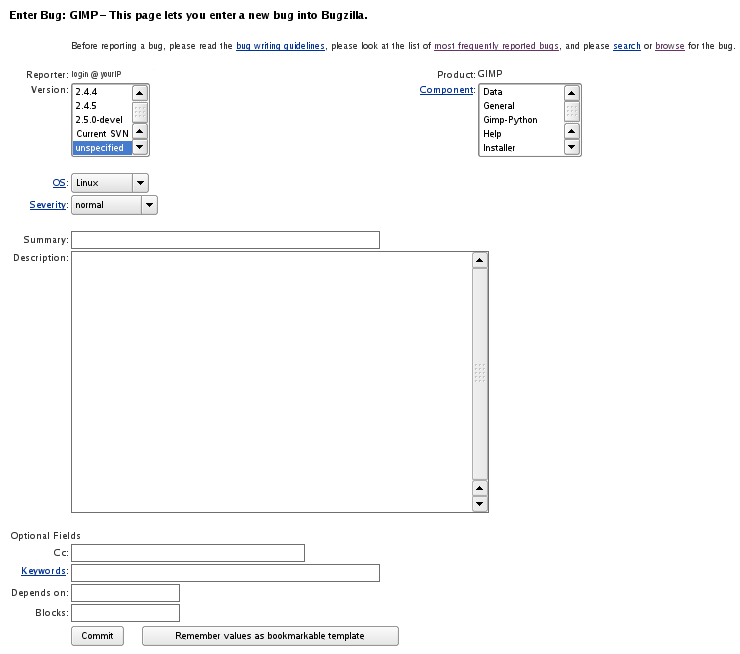 Enter Bug: GIMP – This page lets you enter a new bug into Bugzilla.
Before reporting a bug, please read the bug writing guidelines, please look at the list of most frequently reported bugs, and please search or browse for the bug.
Reporter: login @ yourIP Product: GIMP
Version: Component:
2.4.4 Data
2.4.5 General
2.5.0-devel Gimp-Python
Current SVN Help
unspecified Installer
OS: Linux
Severity: normal
Summary:
Description:
Optional Fields
Cc:
Keywords:
Depends on:
Blocks:
Commit Remember values as bookmarkable template